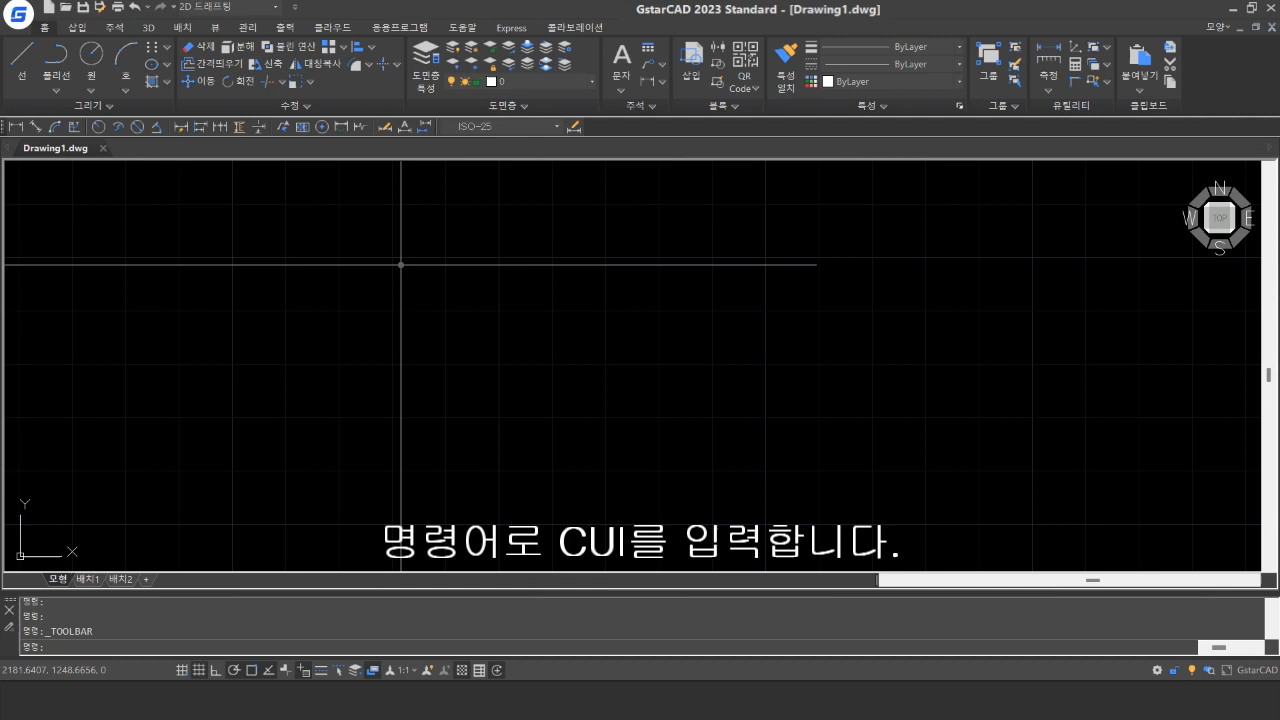 2D 드래프팅
GstarCAD 2023 Standard - [Drawing1.dwg]
홈 삽입 주석 3D 배치 뷰 관리 출력 클라우드 응용프로그램 도움말 Express 콜라보레이션
모양
선 폴리선 원 호
삭제 분해 불린 연산
간격띄우기 신축 대칭복사
이동 회전
도면층 특성
0
문자
삽입
QR Code
특성 일치
ByLayer
ByLayer
ByLayer
그룹
측정
붙여넣기
그리기 수정 도면층 주석 블록 특성 그룹 유틸리티 클립보드
ISO-25
Drawing1.dwg
N
W TOP E
S
Y
X
명령어로 CUI를 입력합니다.
모형 배치1 배치2 +
명령:
명령:
명령:_TOOLBAR
명령:
2181.6407, 1248.6656, 0
1:1
GstarCAD